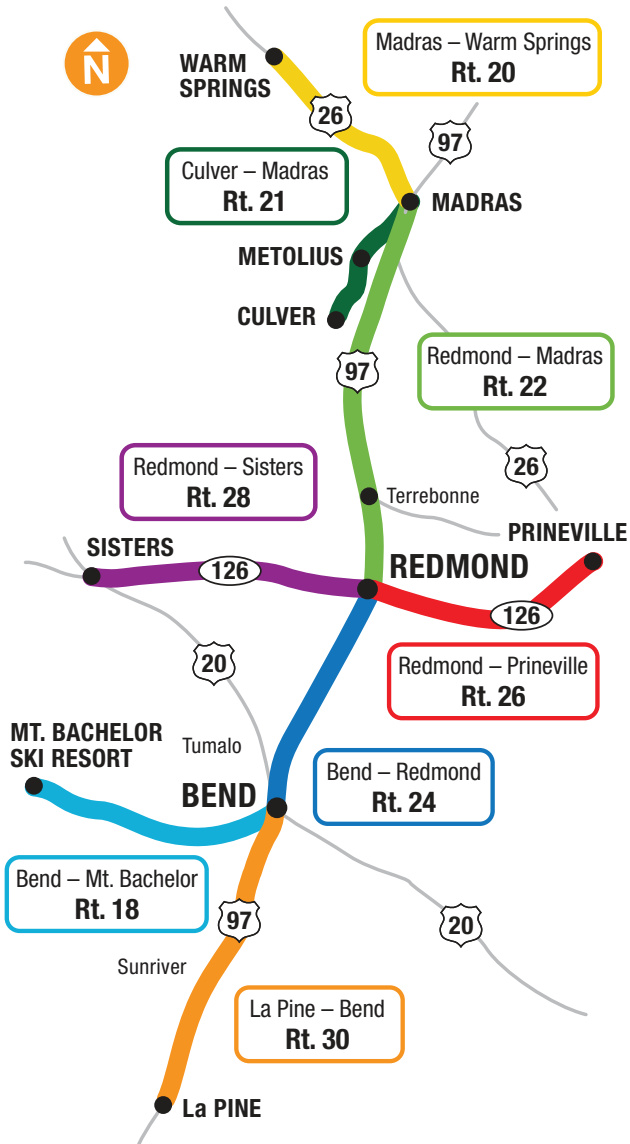 N
WARM
SPRINGS
Madras – Warm Springs
Rt. 20
26
97
Culver – Madras
Rt. 21
MADRAS
METOLIUS
CULVER
97
Redmond – Madras
Rt. 22
26
Redmond – Sisters
Rt. 28
Terrebonne
PRINEVILLE
SISTERS
126
REDMOND
126
20
Redmond – Prineville
Rt. 26
MT. BACHELOR
SKI RESORT
Tumalo
BEND
Bend – Redmond
Rt. 24
Bend – Mt. Bachelor
Rt. 18
97
20
Sunriver
La Pine – Bend
Rt. 30
La PINE